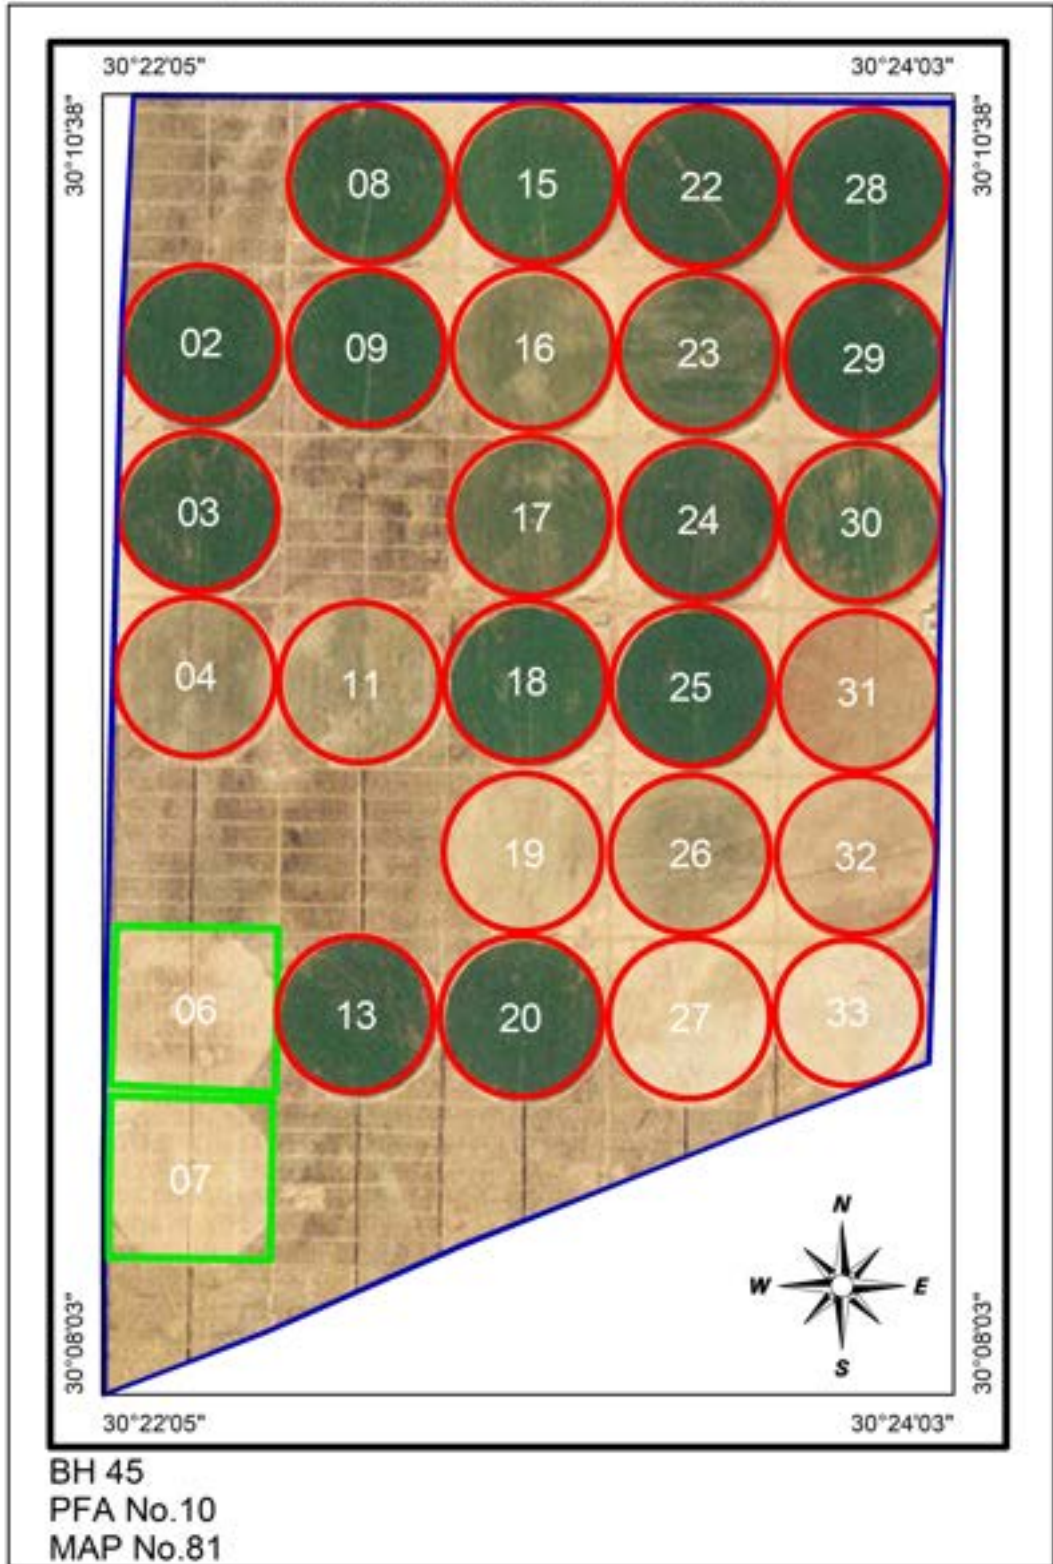 30°22'05" 30°24'03"
30°10'38" 30°10'38"
08 15 22 28
02 09 16 23 29
03 17 24 30
04 11 18 25 31
19 26 32
06 13 20 27 33
07
N
W E
S
30°08'03" 30°08'03"
30°22'05" 30°24'03"
BH 45
PFA No.10
MAP No.81